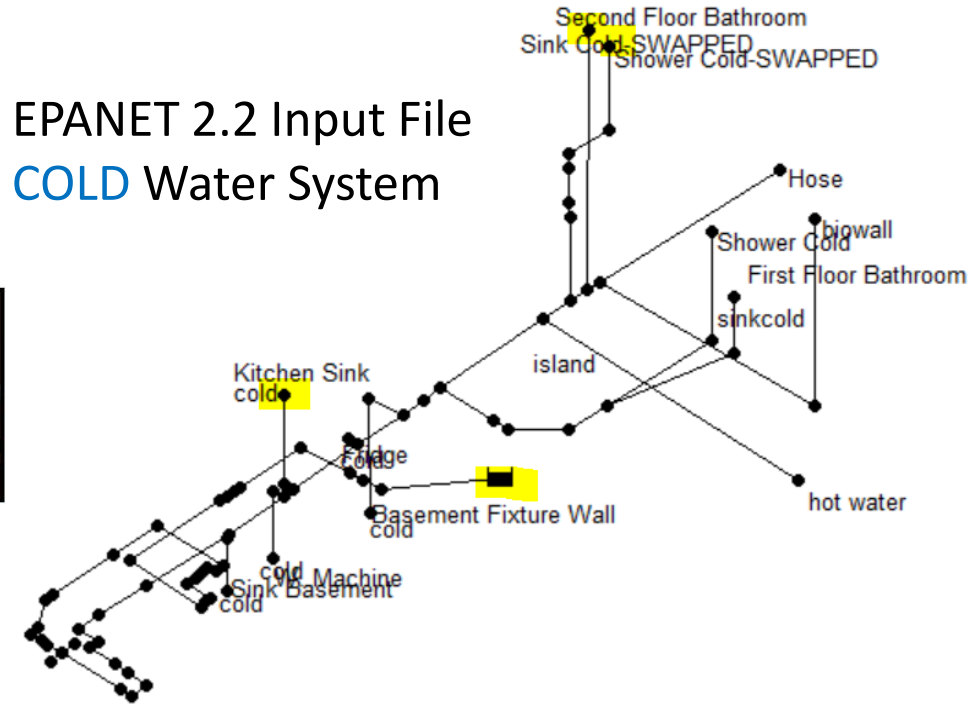 Second Floor Bathroom
Sink Cold-SWAPPED
Shower Cold-SWAPPED
EPANET 2.2 Input File
COLD Water System
Hose
biowall
Shower Cold
First Floor Bathroom
sinkcold
island
Kitchen Sink
cold
Fridge
cold
hot water
Basement Fixture Wall
cold
cold
W. Machine
Sink Basement
cold